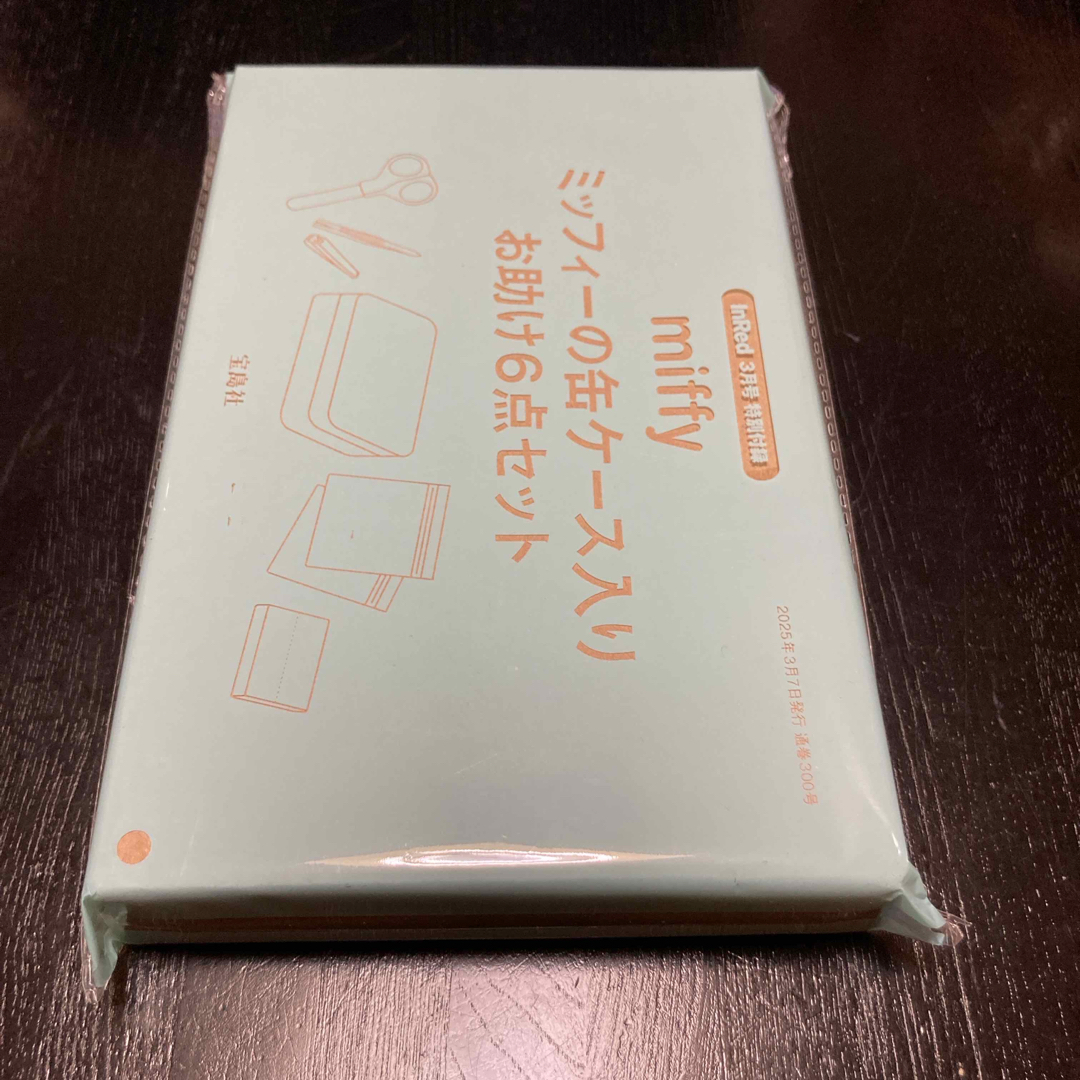 InRed 3月号 特別付録
2025年3月7日発行 通巻300号
miffy
ミッフィーの缶ケース入り
お助け6点セット
宝島社